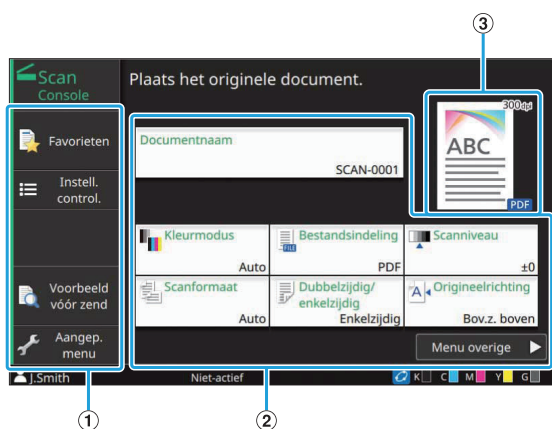 ③
Scan
Console
Plaats het originele document.
300dpi
ABC
PDF
Favorieten
Instell.
control.
Voorbeeld
vóór zend
Aangep.
menu
Documentnaam
SCAN-0001
Kleurmodus
Auto
Bestandsindeling
FILE
PDF
Scanniveau
±0
Scanformaat
Auto
Dubbelzijdig/
enkelzijdig
Enkelzijdig
A
Origineelrichting
Bov.z. boven
Menu overige
J.Smith
Niet-actief
K C M Y G
① ②